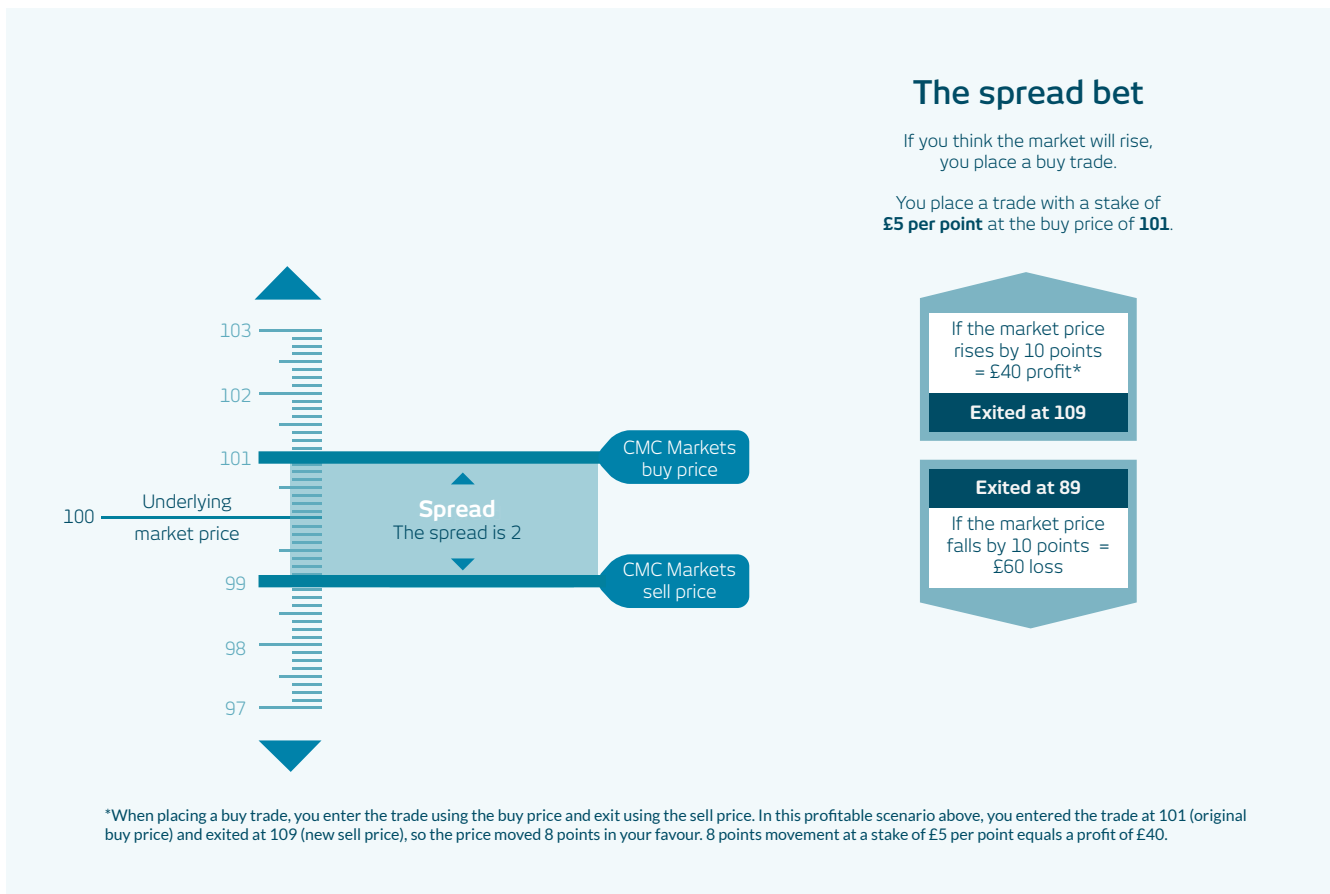 The spread bet
If you think the market will rise,
you place a buy trade.
You place a trade with a stake of
£5 per point at the buy price of 101.
103
102
101
100
99
98
97
Underlying
market price
Spread
The spread is 2
CMC Markets
buy price
CMC Markets
sell price
If the market price
rises by 10 points
= £40 profit*
Exited at 109
Exited at 89
If the market price
falls by 10 points =
£60 loss
*When placing a buy trade, you enter the trade using the buy price and exit using the sell price. In this profitable scenario above, you entered the trade at 101 (original
buy price) and exited at 109 (new sell price), so the price moved 8 points in your favour. 8 points movement at a stake of £5 per point equals a profit of £40.